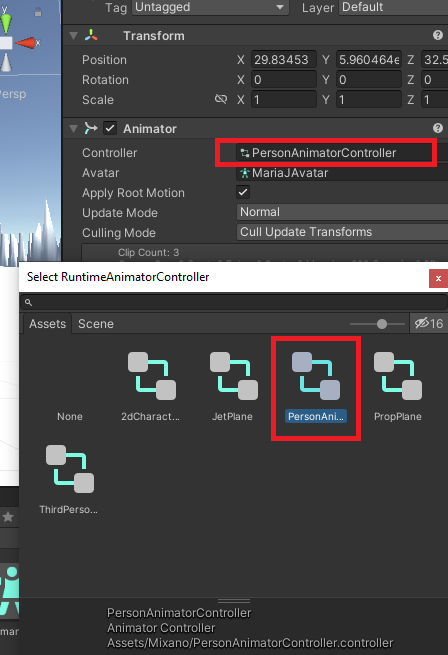 Tag Untagged Layer Default
Transform
Position X 29.83453 Y 5.960464e Z 32.5
Rotation X 0 Y 0 Z 0
Scale X 1 Y 1 Z 1
Persp
Animator
Controller PersonAnimatorController
Avatar MariaJAvatar
Apply Root Motion
Update Mode Normal
Culling Mode Cull Update Transforms
Clip Count: 3
Select RuntimeAnimatorController x
Assets Scene 16
None 2dCharact... JetPlane PersonAni... PropPlane
ThirdPerso...
PersonAnimatorController
Animator Controller
Assets/Mixano/PersonAnimatorController.controller